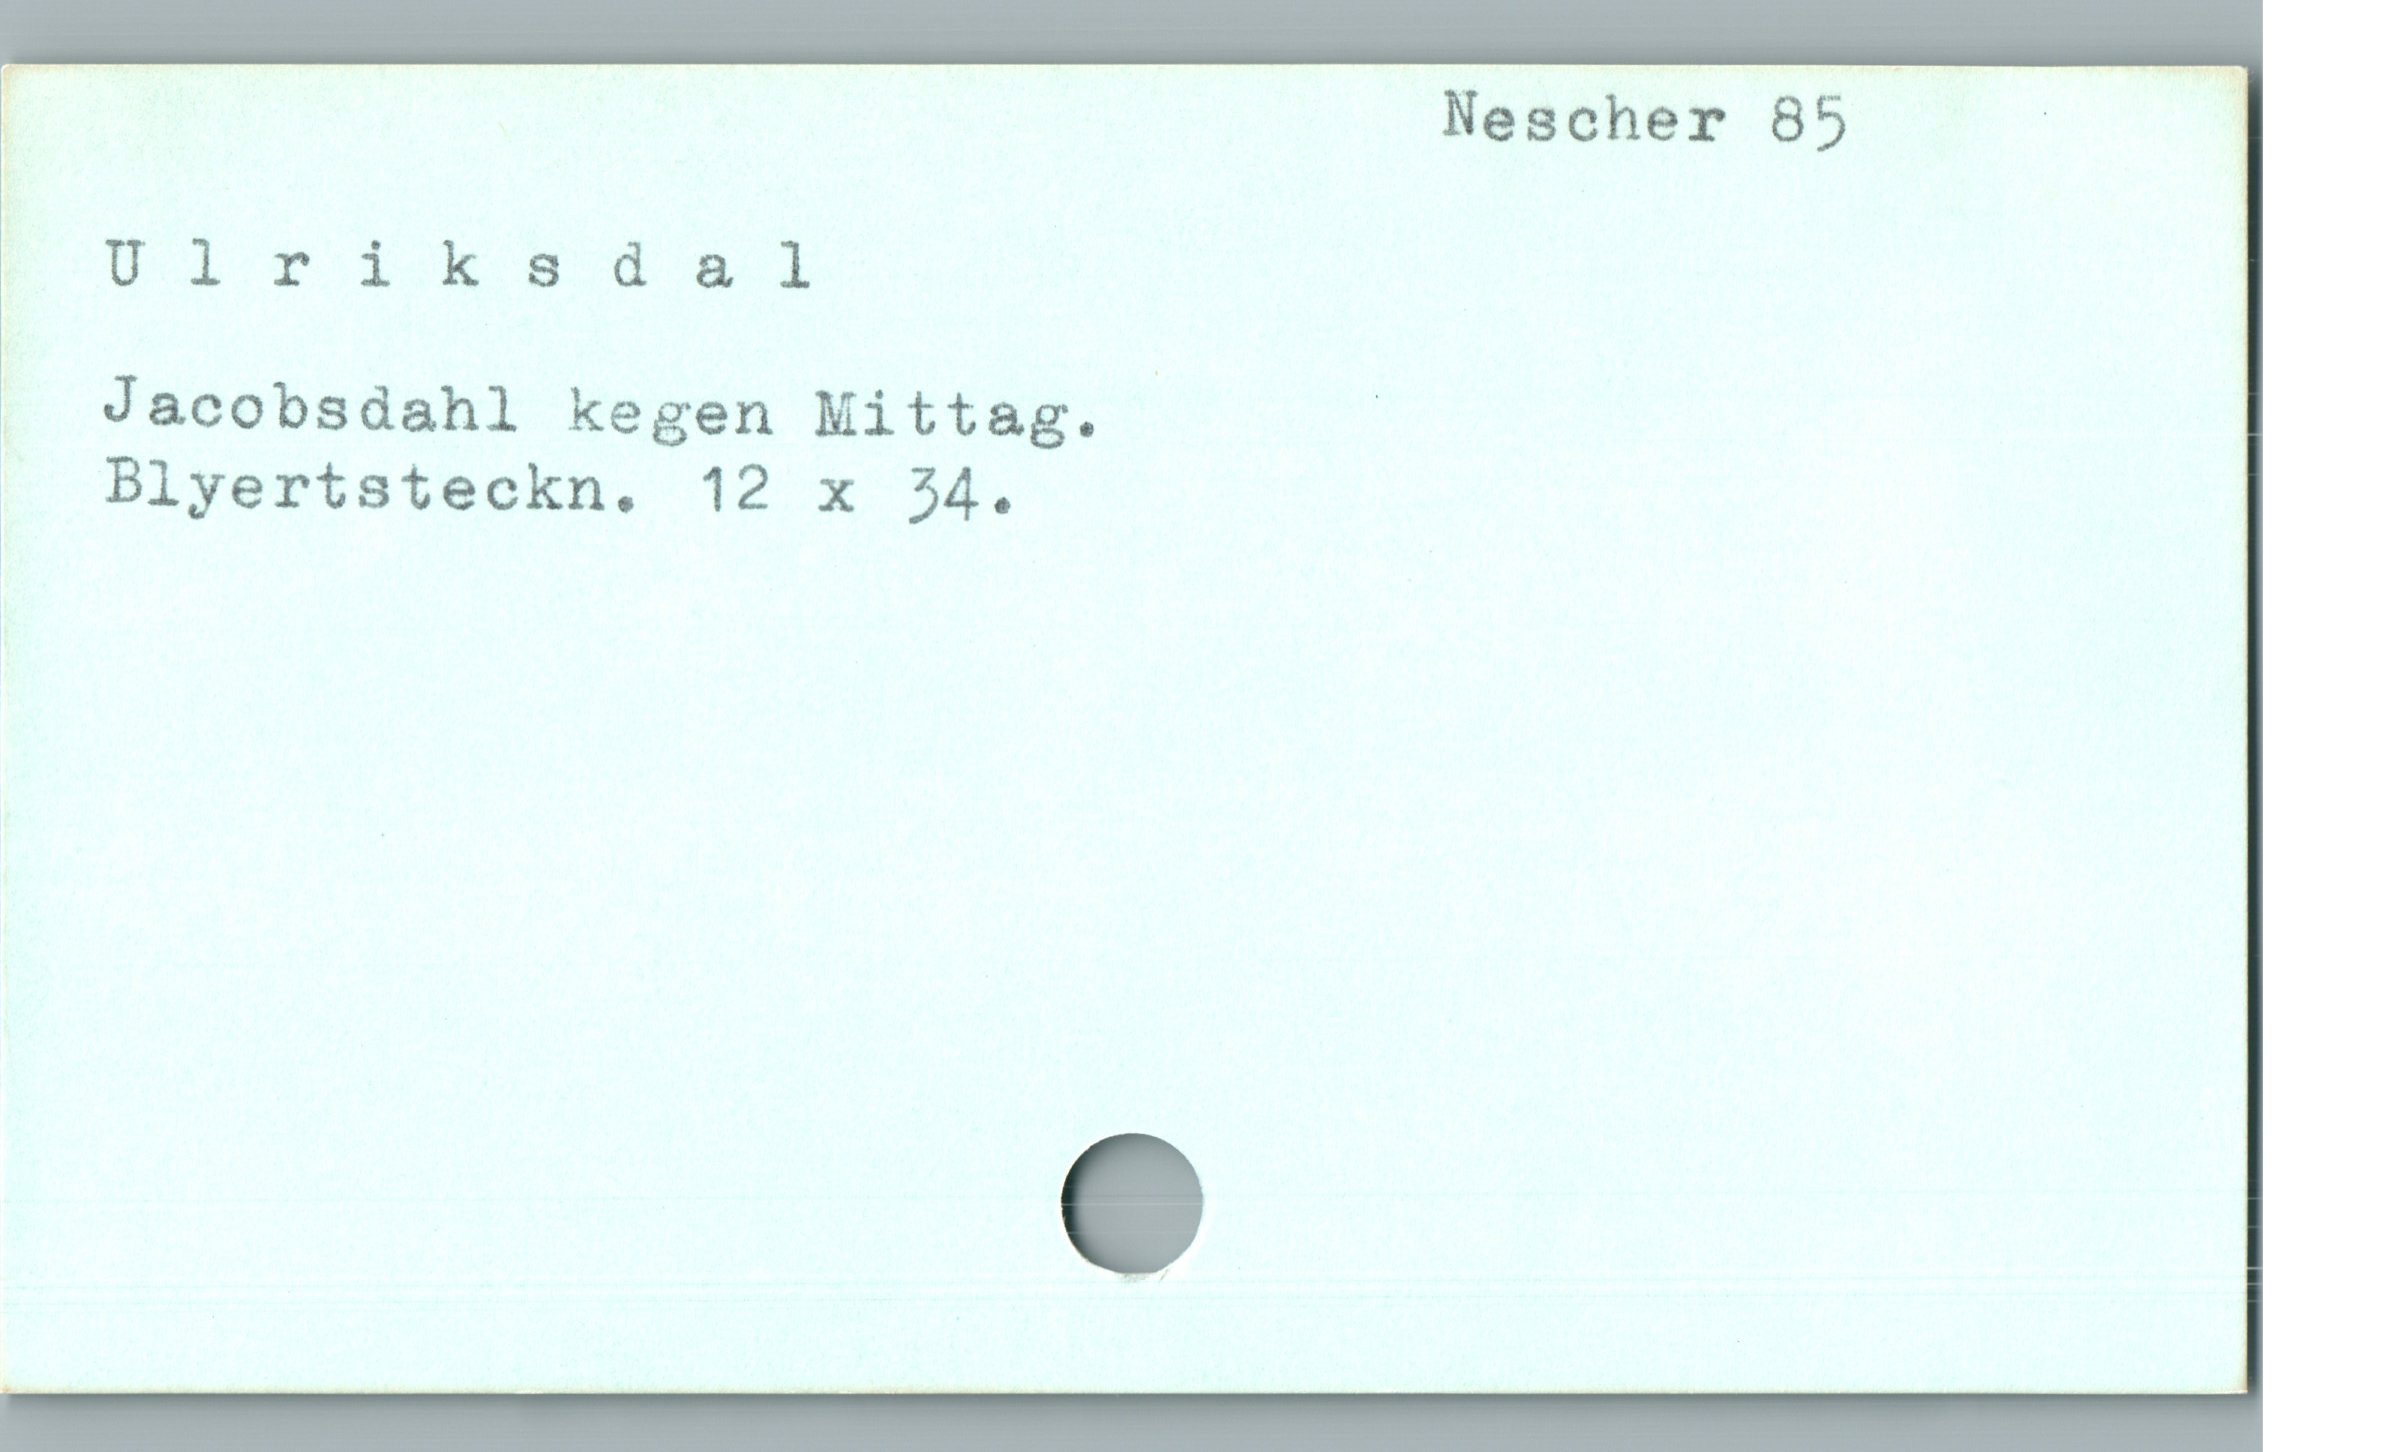 Nescher 85
U l r i k s d a l
Jacobsdahl kegen Mittag.
Blyertsteckn. 12 x 34.